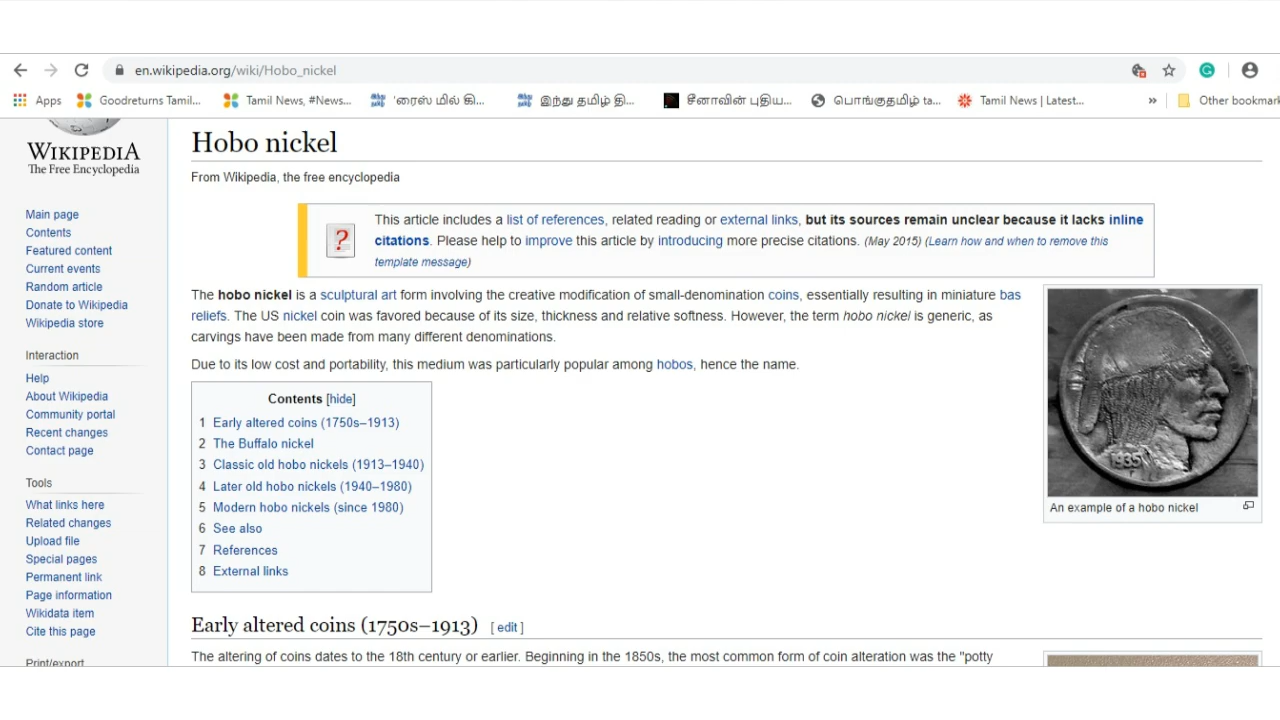 en.wikipedia.org/wiki/Hobo_nickel
Apps Goodreturns Tamil... Tamil News, #News... 'ரைஸ் மில் கி... இந்து தமிழ் தி... சீனாவின் புதிய... பொங்குதமிழ் ta... Tamil News | Latest... » Other bookmark
WIKIPEDIA
The Free Encyclopedia
Main page
Contents
Featured content
Current events
Random article
Donate to Wikipedia
Wikipedia store
Interaction
Help
About Wikipedia
Community portal
Recent changes
Contact page
Tools
What links here
Related changes
Upload file
Special pages
Permanent link
Page information
Wikidata item
Cite this page
Print/export
Hobo nickel
From Wikipedia, the free encyclopedia
?
This article includes a list of references, related reading or external links, but its sources remain unclear because it lacks inline
citations. Please help to improve this article by introducing more precise citations. (May 2015) (Learn how and when to remove this
template message)
The hobo nickel is a sculptural art form involving the creative modification of small-denomination coins, essentially resulting in miniature bas
reliefs. The US nickel coin was favored because of its size, thickness and relative softness. However, the term hobo nickel is generic, as
carvings have been made from many different denominations.
Due to its low cost and portability, this medium was particularly popular among hobos, hence the name.
Contents [hide]
1 Early altered coins (1750s–1913)
2 The Buffalo nickel
3 Classic old hobo nickels (1913–1940)
4 Later old hobo nickels (1940–1980)
5 Modern hobo nickels (since 1980)
6 See also
7 References
8 External links
1935
F
An example of a hobo nickel
Early altered coins (1750s–1913) [ edit ]
The altering of coins dates to the 18th century or earlier. Beginning in the 1850s, the most common form of coin alteration was the "potty